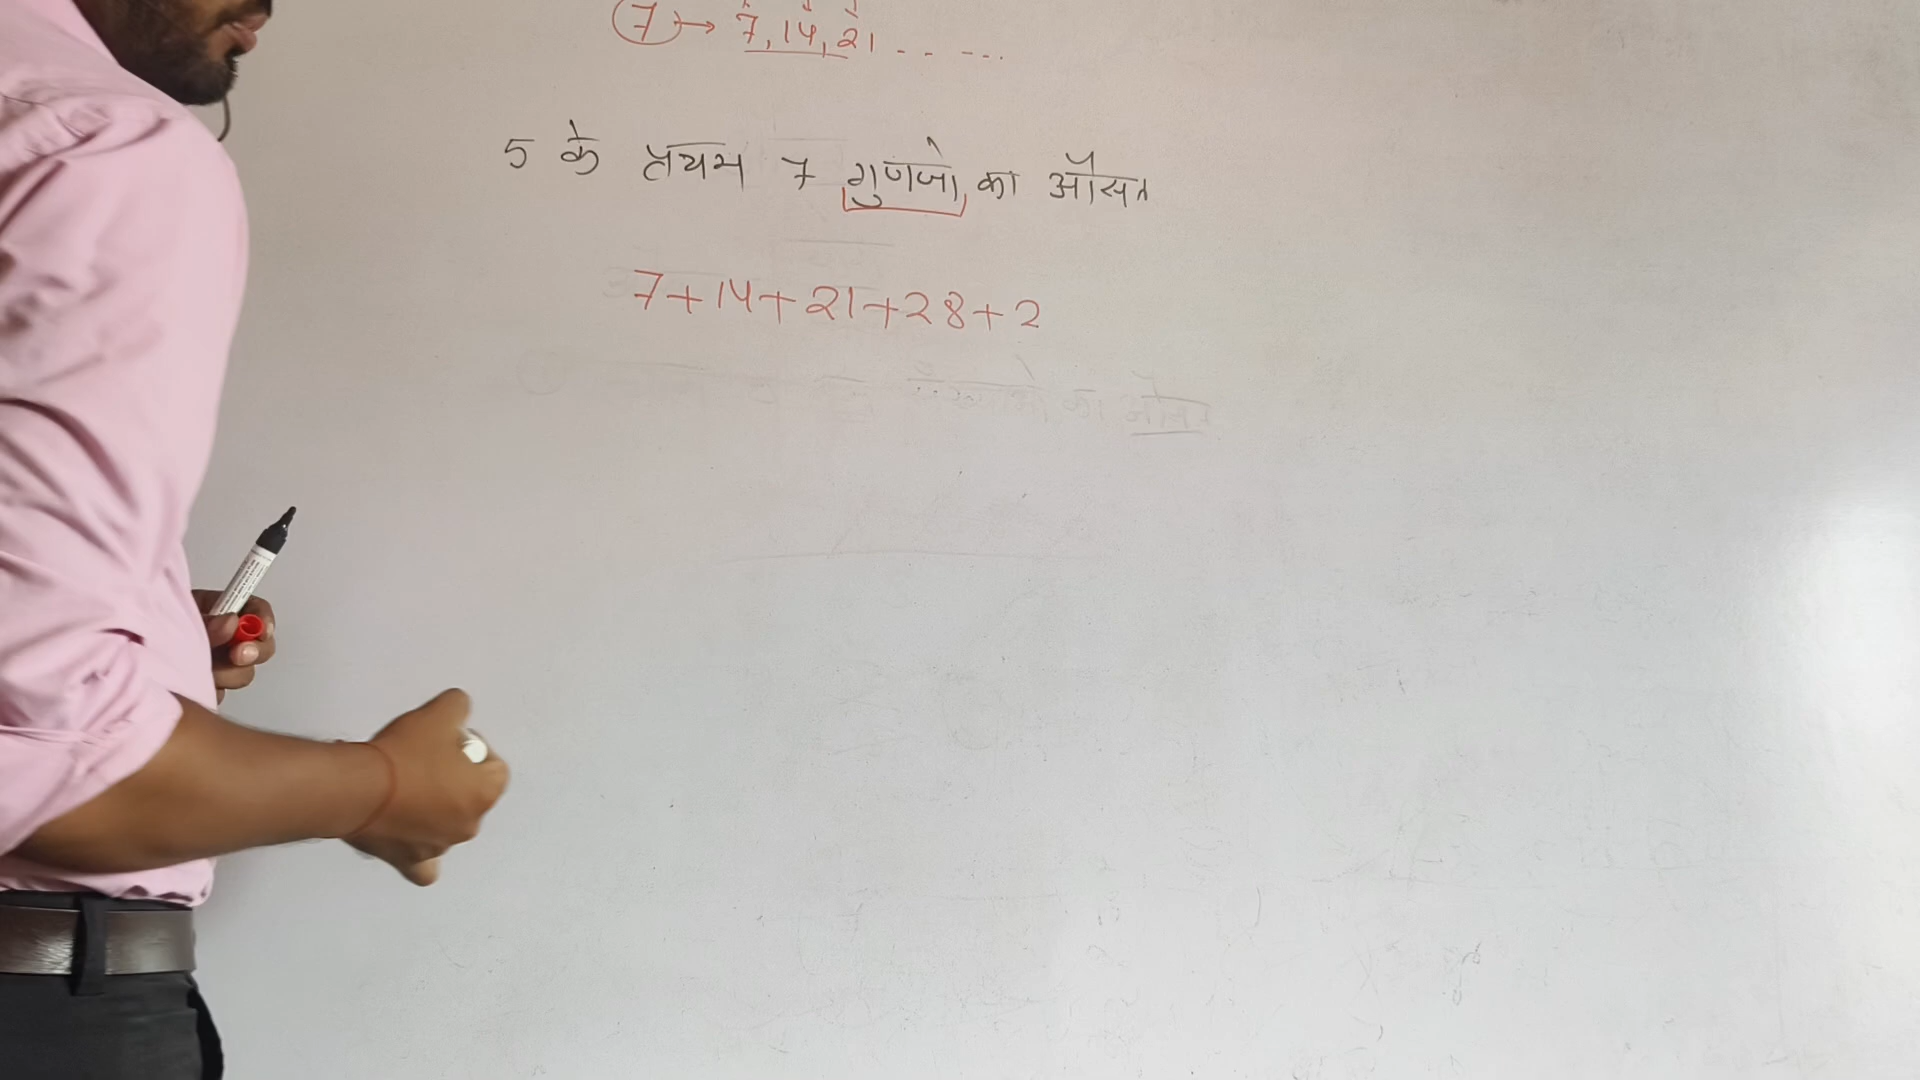 7 → 7, 14, 21 - - - - ..
5 के प्रथम 7 गुणजो का औसत
7+14+21+28+2